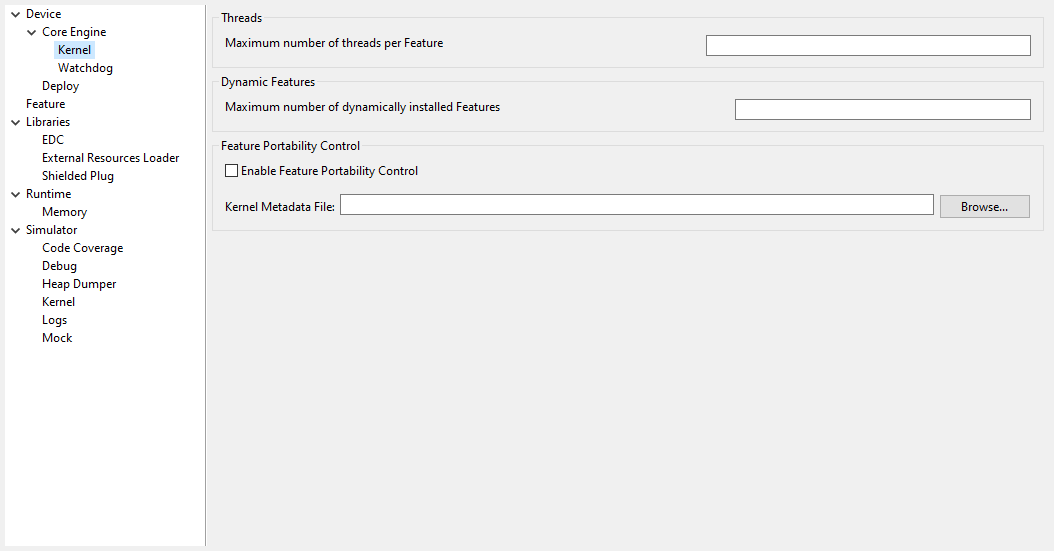 Device
Core Engine
Kernel
Watchdog
Deploy
Feature
Libraries
EDC
External Resources Loader
Shielded Plug
Runtime
Memory
Simulator
Code Coverage
Debug
Heap Dumper
Kernel
Logs
Mock
Threads
Maximum number of threads per Feature
Dynamic Features
Maximum number of dynamically installed Features
Feature Portability Control
Enable Feature Portability Control
Kernel Metadata File: Browse...